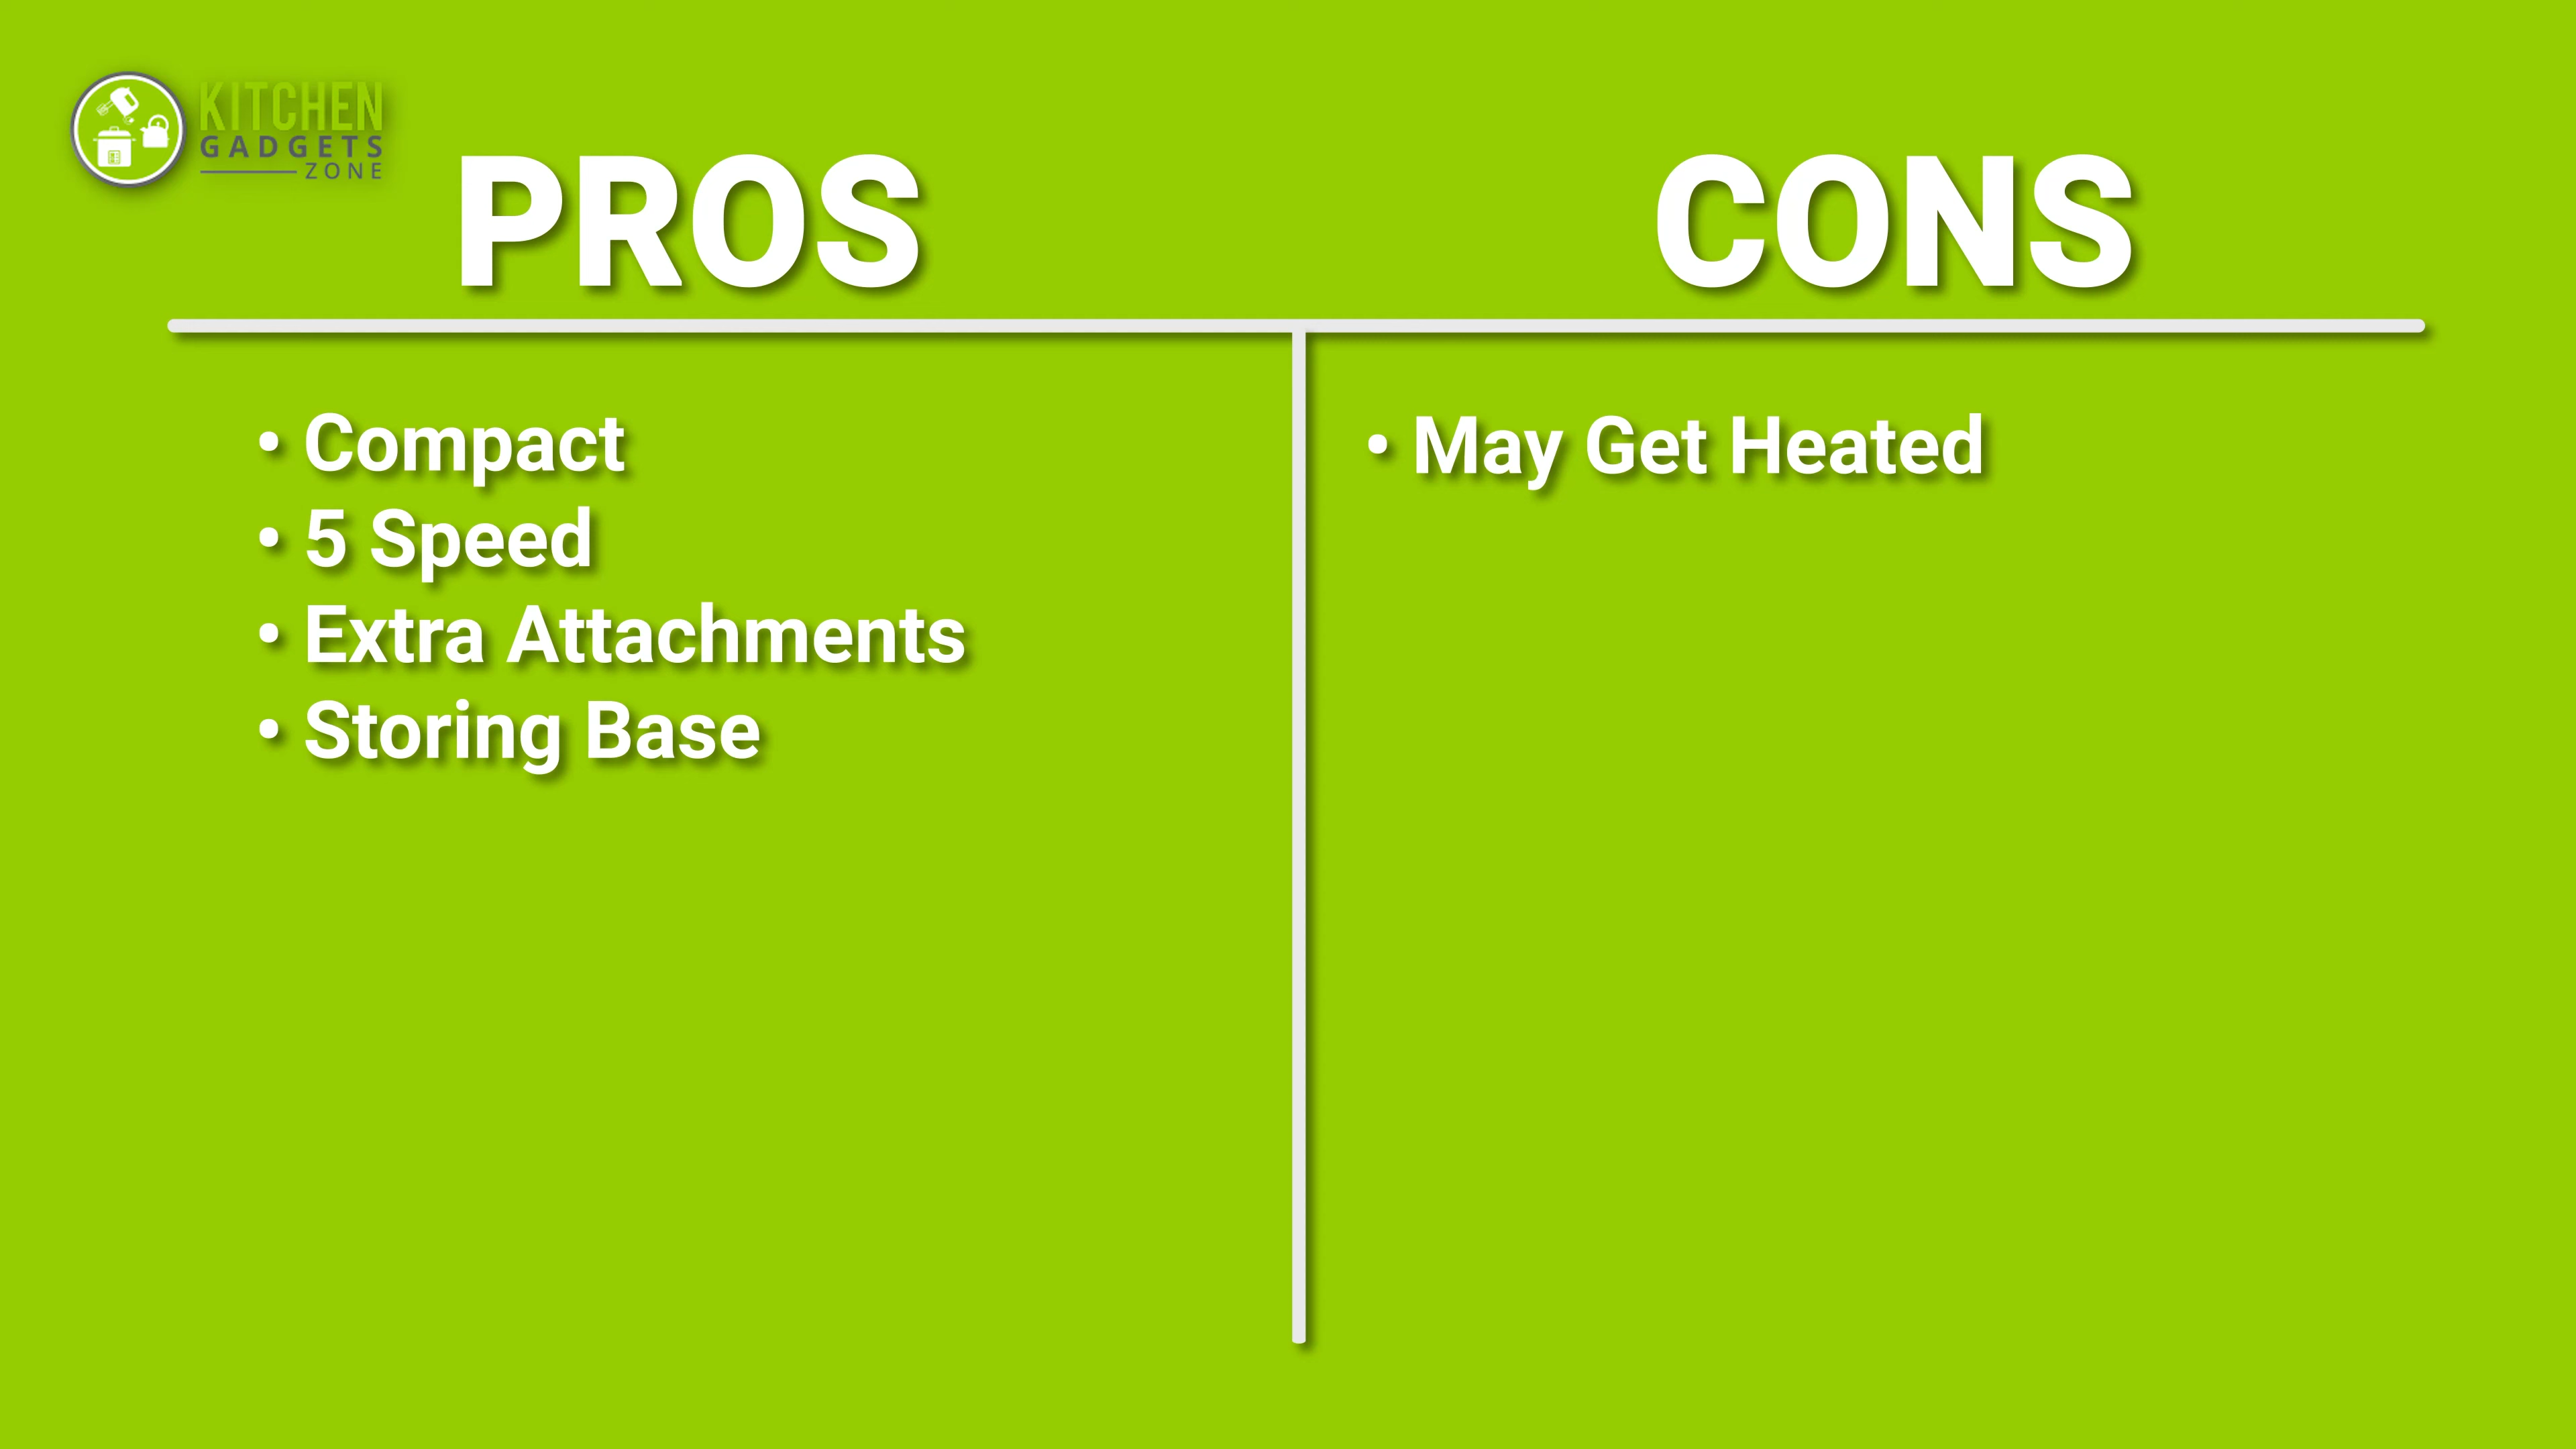 KITCHEN
GADGETS
ZONE
PROS
CONS
• Compact
• 5 Speed
• Extra Attachments
• Storing Base
• May Get Heated